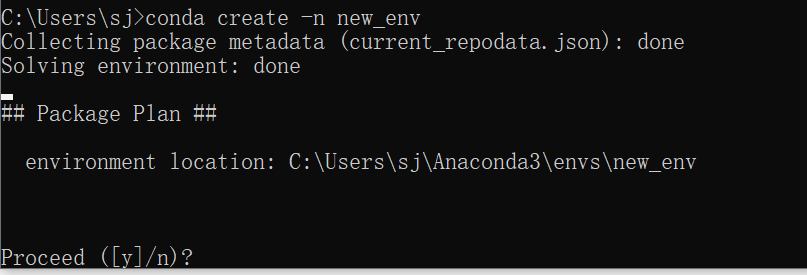 C:\Users\sj>conda create -n new_env
Collecting package metadata (current_repodata.json): done
Solving environment: done
## Package Plan ##
environment location: C:\Users\sj\Anaconda3\envs\new_env
Proceed ([y]/n)?